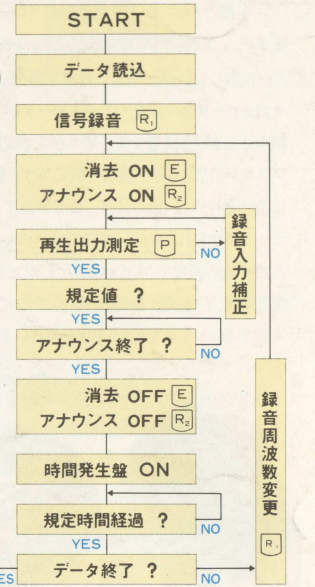 START
データ読込
信号録音 R₁
消去 ON E
アナウンス ON R₂
再生出力測定 P
NO
録音入力補正
YES
規定値 ?
YES
アナウンス終了 ?
NO
YES
消去 OFF E
アナウンス OFF R₂
時間発生盤 ON
規定時間経過 ?
NO
YES
データ終了 ?
NO
録音周波数変更
R₁